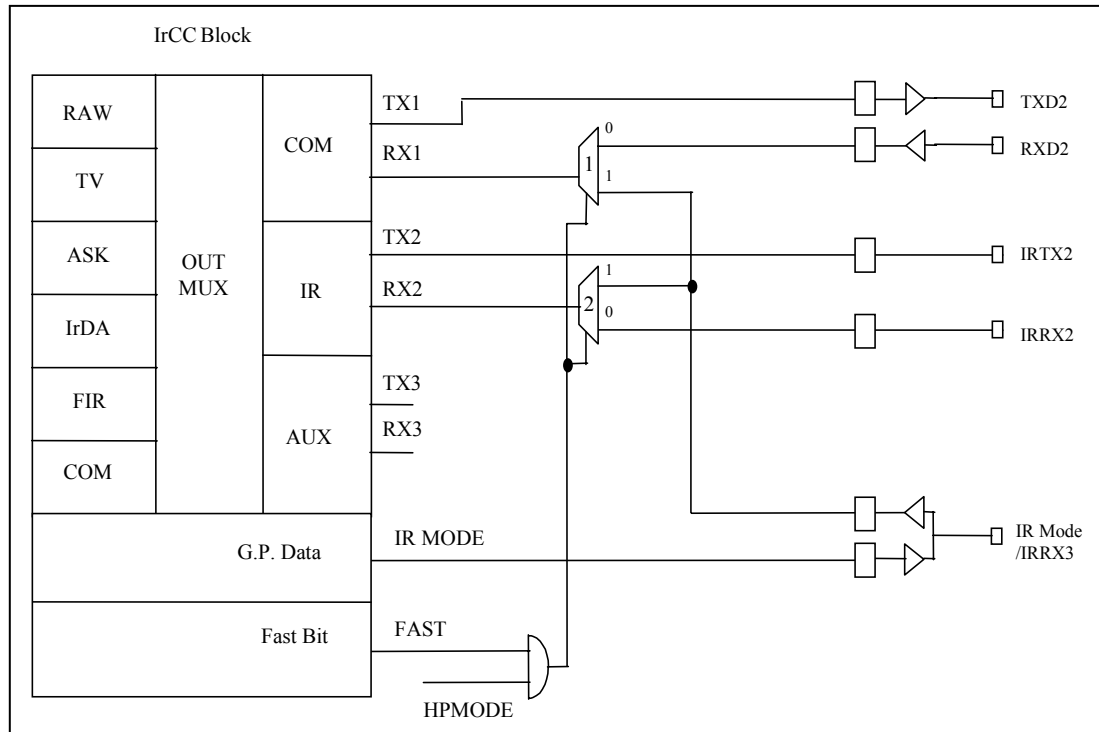 IrCC Block
RAW
TV
ASK
IrDA
FIR
COM
OUT
MUX
COM
IR
AUX
G.P. Data
Fast Bit
TX1
RX1
TX2
RX2
TX3
RX3
IR MODE
FAST
HPMODE
0
1
1
1
2
0
TXD2
RXD2
IRTX2
IRRX2
IR Mode
/IRRX3